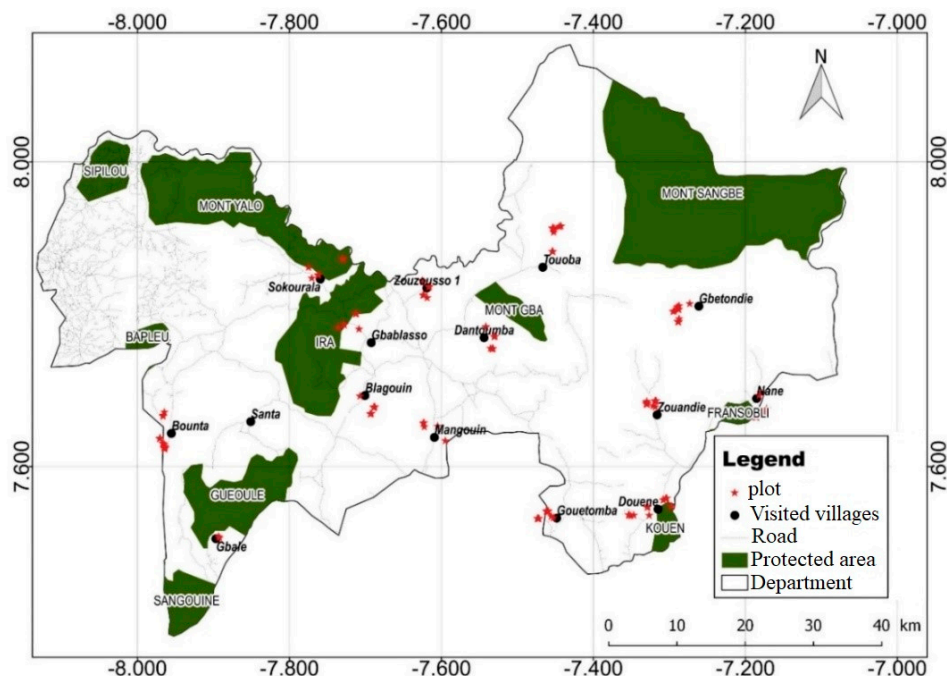 -8.000 -7.800 -7.600 -7.400 -7.200 -7.000
N
8.000 8.000
SIPILOU
MONT YALO
MONT SANGBE
Touoba
Sokourala
Zouzousso 1
Gbetondie
MONT GBA
BAPLEU
IRA
Gbablasso
Dantoumba
Blagouin
Nane
Santa
Zouandie
FRANSOBLI
Bounta
Mangouin
7.600 7.600
GUEOULE
Gouetomba
Douene
KOUEN
Gbale
SANGOUINE
Legend
plot
Visited villages
Road
Protected area
Department
0 10 20 30 40 km
-8.000 -7.800 -7.600 -7.400 -7.200 -7.000